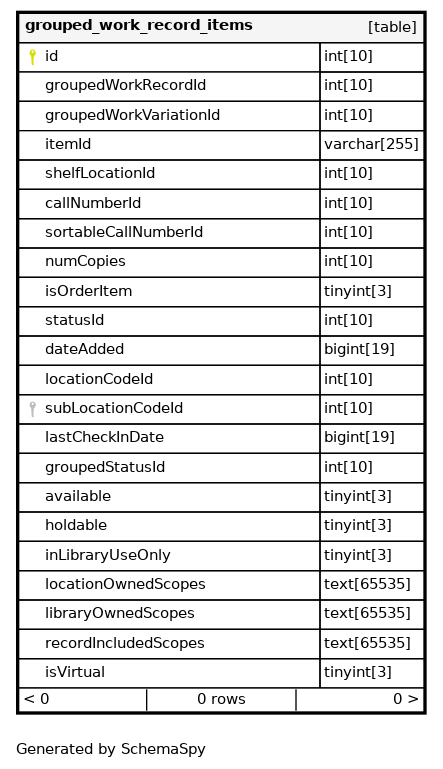 grouped_work_record_items [table]
id int[10]
groupedWorkRecordId int[10]
groupedWorkVariationId int[10]
itemId varchar[255]
shelfLocationId int[10]
callNumberId int[10]
sortableCallNumberId int[10]
numCopies int[10]
isOrderItem tinyint[3]
statusId int[10]
dateAdded bigint[19]
locationCodeId int[10]
subLocationCodeId int[10]
lastCheckInDate bigint[19]
groupedStatusId int[10]
available tinyint[3]
holdable tinyint[3]
inLibraryUseOnly tinyint[3]
locationOwnedScopes text[65535]
libraryOwnedScopes text[65535]
recordIncludedScopes text[65535]
isVirtual tinyint[3]
< 0 0 rows 0 >
Generated by SchemaSpy